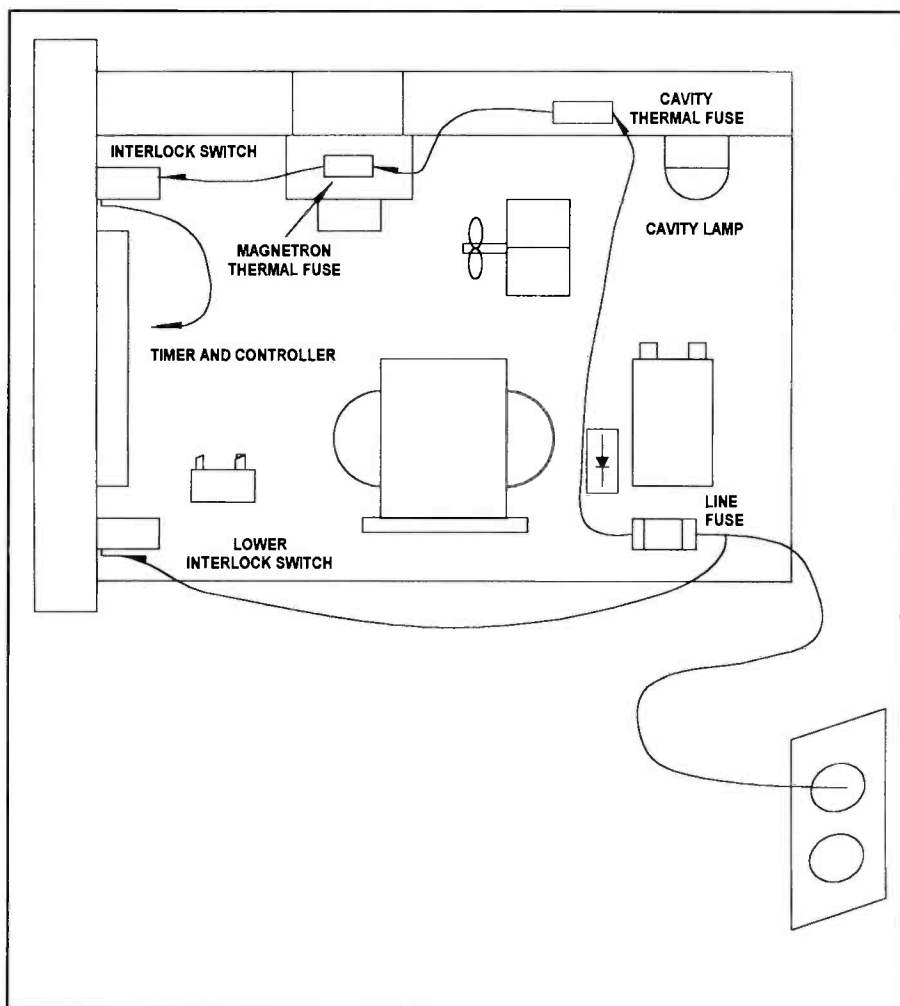 CAVITY
THERMAL FUSE
INTERLOCK SWITCH
CAVITY LAMP
MAGNETRON
THERMAL FUSE
TIMER AND CONTROLLER
LINE
FUSE
LOWER
INTERLOCK SWITCH